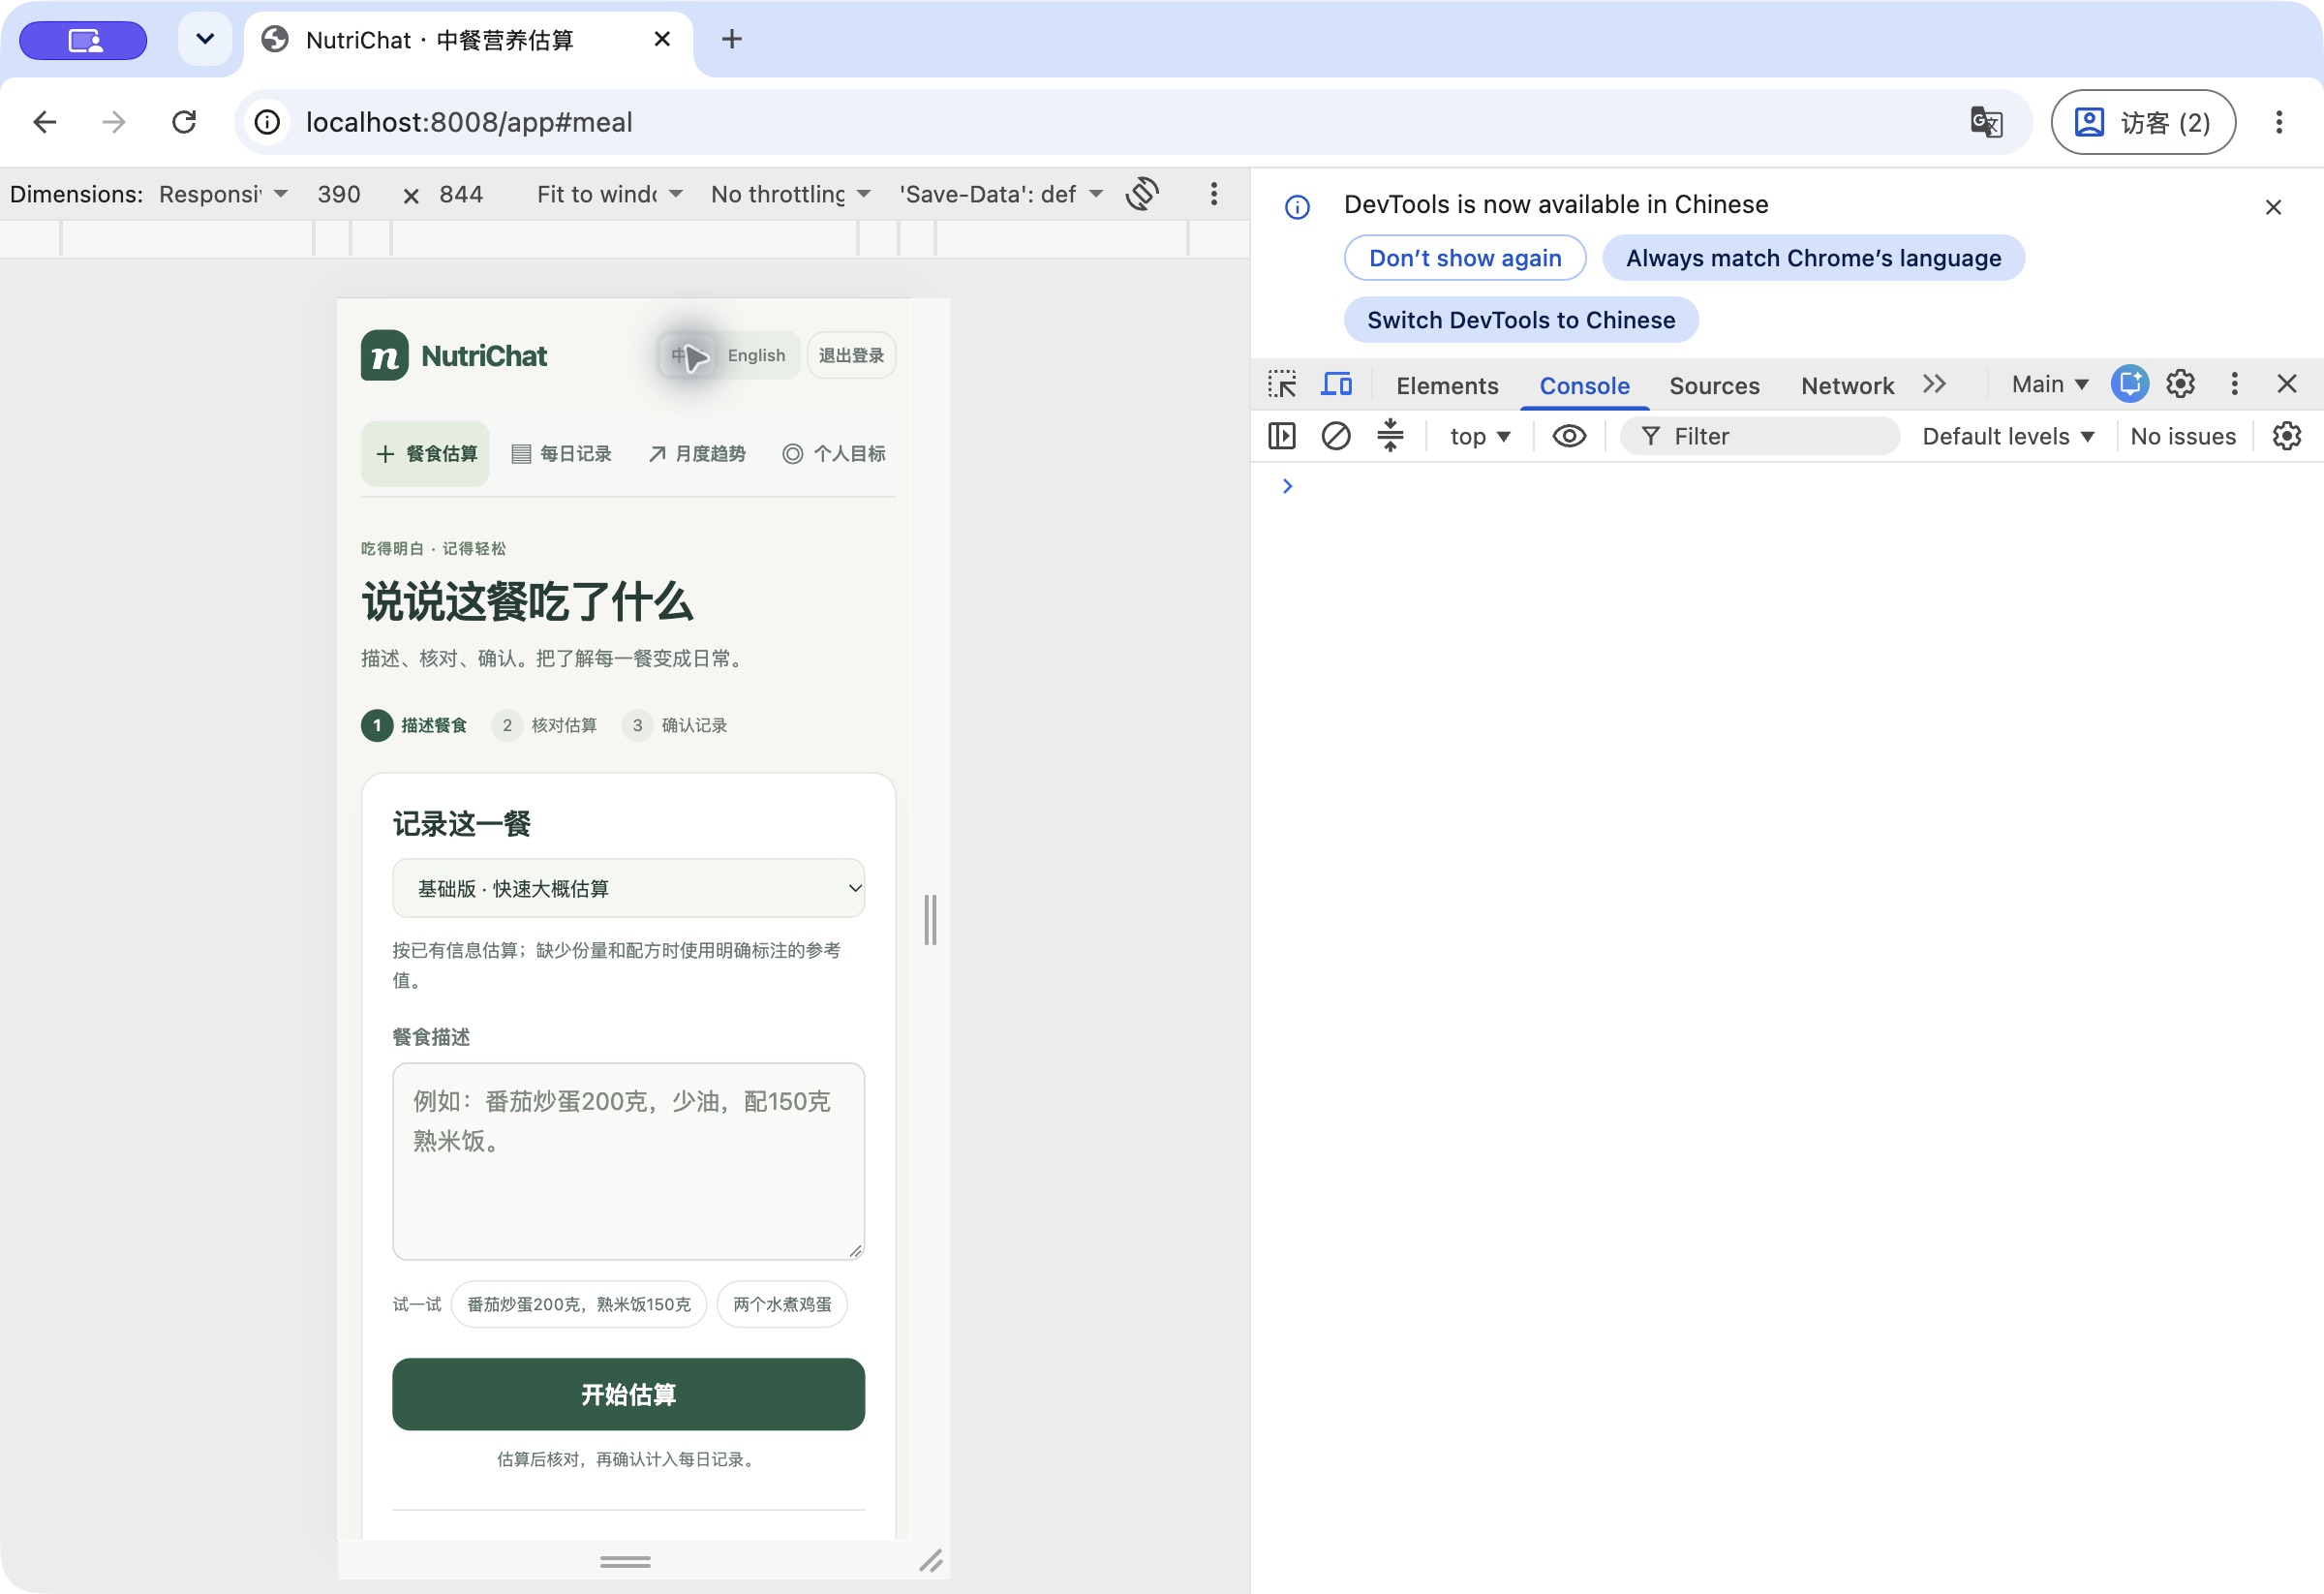 NutriChat · 中餐营养估算
localhost:8008/app#meal
访客 (2)
Dimensions: Responsiv
390 × 844
Fit to windo
No throttling
'Save-Data': def
DevTools is now available in Chinese
Don't show again
Always match Chrome's language
Switch DevTools to Chinese
Elements
Console
Sources
Network
Main
top
Filter
Default levels
No issues
n NutriChat
中
English
退出登录
餐食估算
每日记录
月度趋势
个人目标
吃得明白 · 记得轻松
说说这餐吃了什么
描述、核对、确认。把了解每一餐变成日常。
1 描述餐食
2 核对估算
3 确认记录
记录这一餐
基础版 · 快速大概估算
按已有信息估算；缺少份量和配方时使用明确标注的参考
值。
餐食描述
例如：番茄炒蛋200克，少油，配150克
熟米饭。
试一试
番茄炒蛋200克，熟米饭150克
两个水煮鸡蛋
开始估算
估算后核对，再确认计入每日记录。